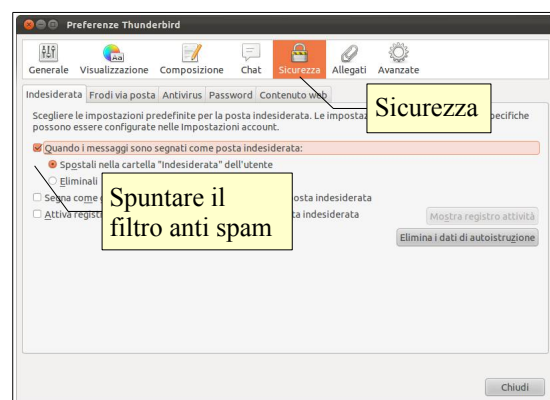 Preferenze Thunderbird
Generale Visualizzazione Composizione Chat Sicurezza Allegati Avanzate
Indesiderata Frodi via posta Antivirus Password Contenuto web
Sicurezza
Scegliere le impostazioni predefinite per la posta indesiderata. Le specifiche
possono essere configurate nelle Impostazioni account.
Quando i messaggi sono segnati come posta indesiderata:
Spostali nella cartella "Indesiderata" dell'utente
Eliminali
Segna come posta indesiderata
Attiva indesiderata
Mostra registro attività
Spuntare il
filtro anti spam
Elimina i dati di autoistruzione
Chiudi